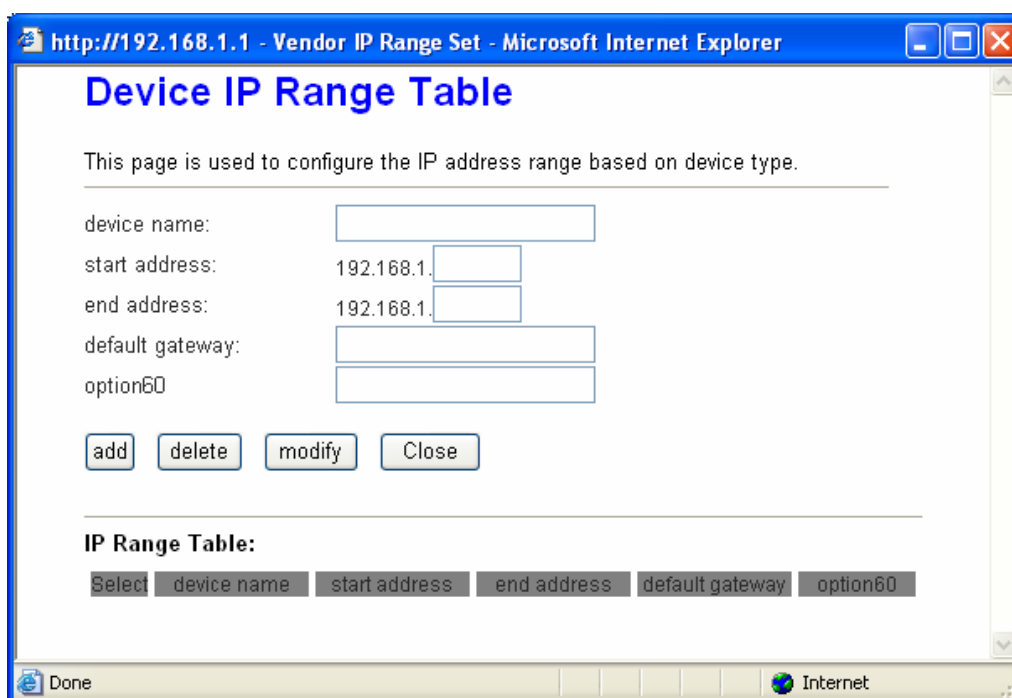 http://192.168.1.1 - Vendor IP Range Set - Microsoft Internet Explorer
Device IP Range Table
This page is used to configure the IP address range based on device type.
device name:
start address: 192.168.1.
end address: 192.168.1.
default gateway:
option60
add delete modify Close
IP Range Table:
Select device name start address end address default gateway option60
Done Internet